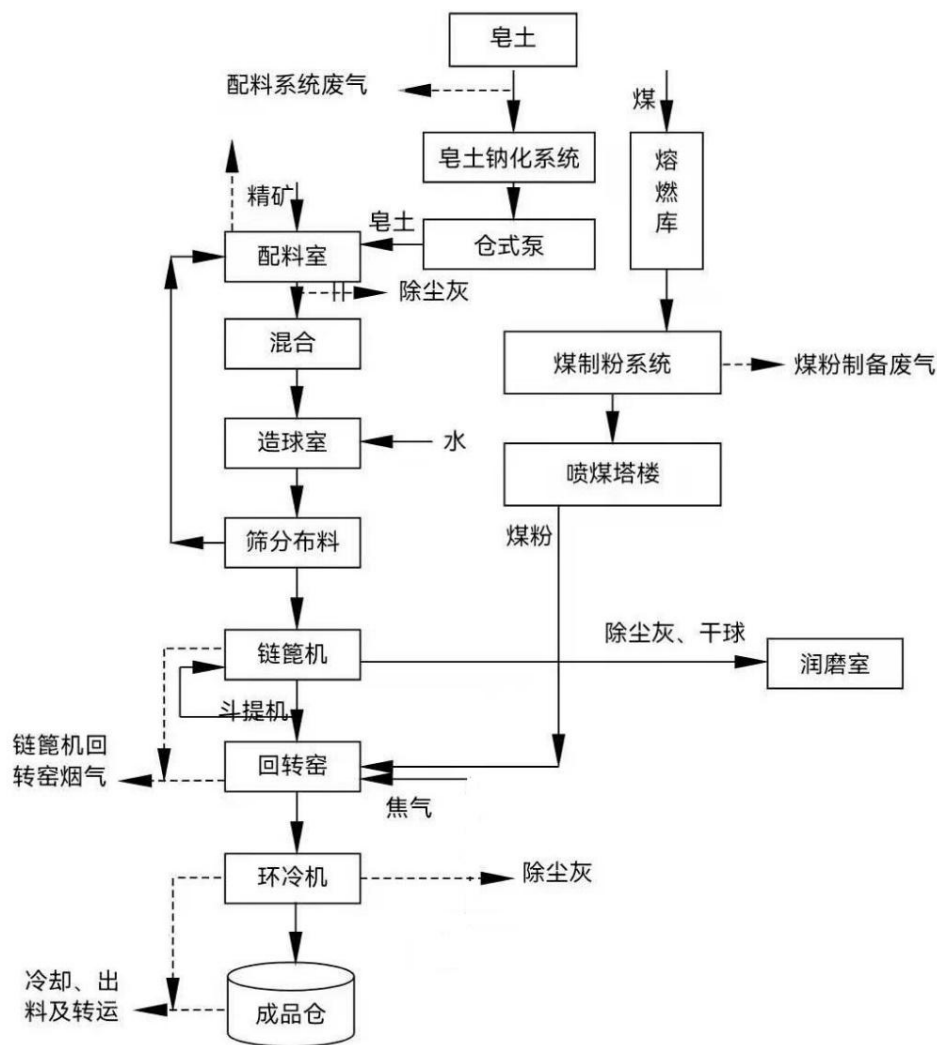 皂土
配料系统废气
煤
皂土钠化系统
熔
燃
库
精矿
皂土
仓式泵
配料室
除尘灰
混合
煤制粉系统
煤粉制备废气
造球室
水
喷煤塔楼
煤粉
筛分布料
除尘灰、干球
链篦机
润磨室
斗提机
链篦机回
转窑烟气
回转窑
焦气
环冷机
除尘灰
冷却、出
料及转运
成品仓